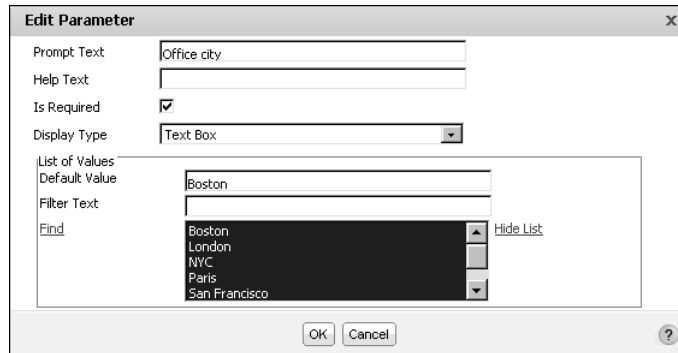 Edit Parameter x
Prompt Text Office city
Help Text
Is Required
Display Type Text Box
List of Values
Default Value Boston
Filter Text
Find Boston Hide List
London
NYC
Paris
San Francisco
OK Cancel ?